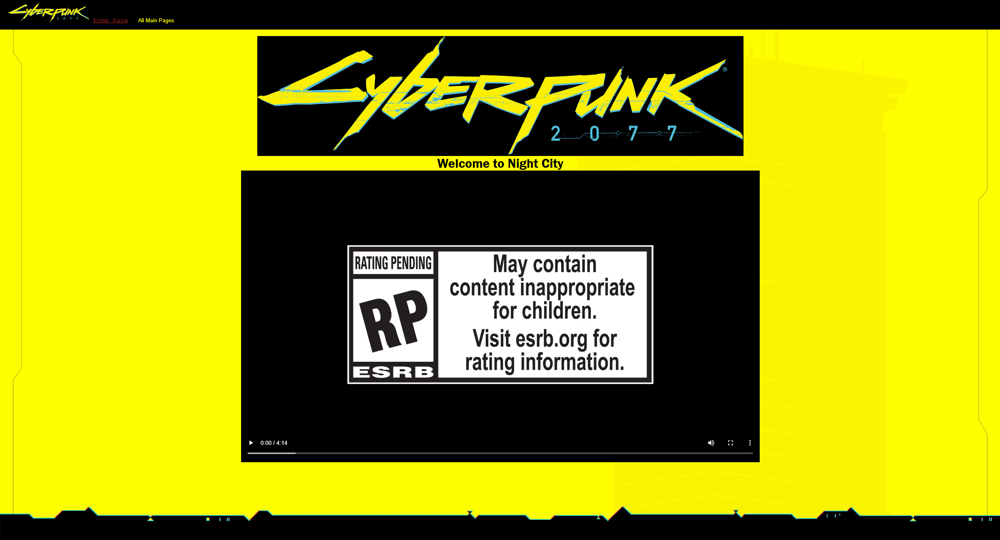 CYBERPUNK
2077
Home Page
All Main Pages
CYBERPUNK®
2077
Welcome to Night City
RATING PENDING
RP
ESRB
May contain
content inappropriate
for children.
Visit esrb.org for
rating information.
0:00 / 4:14